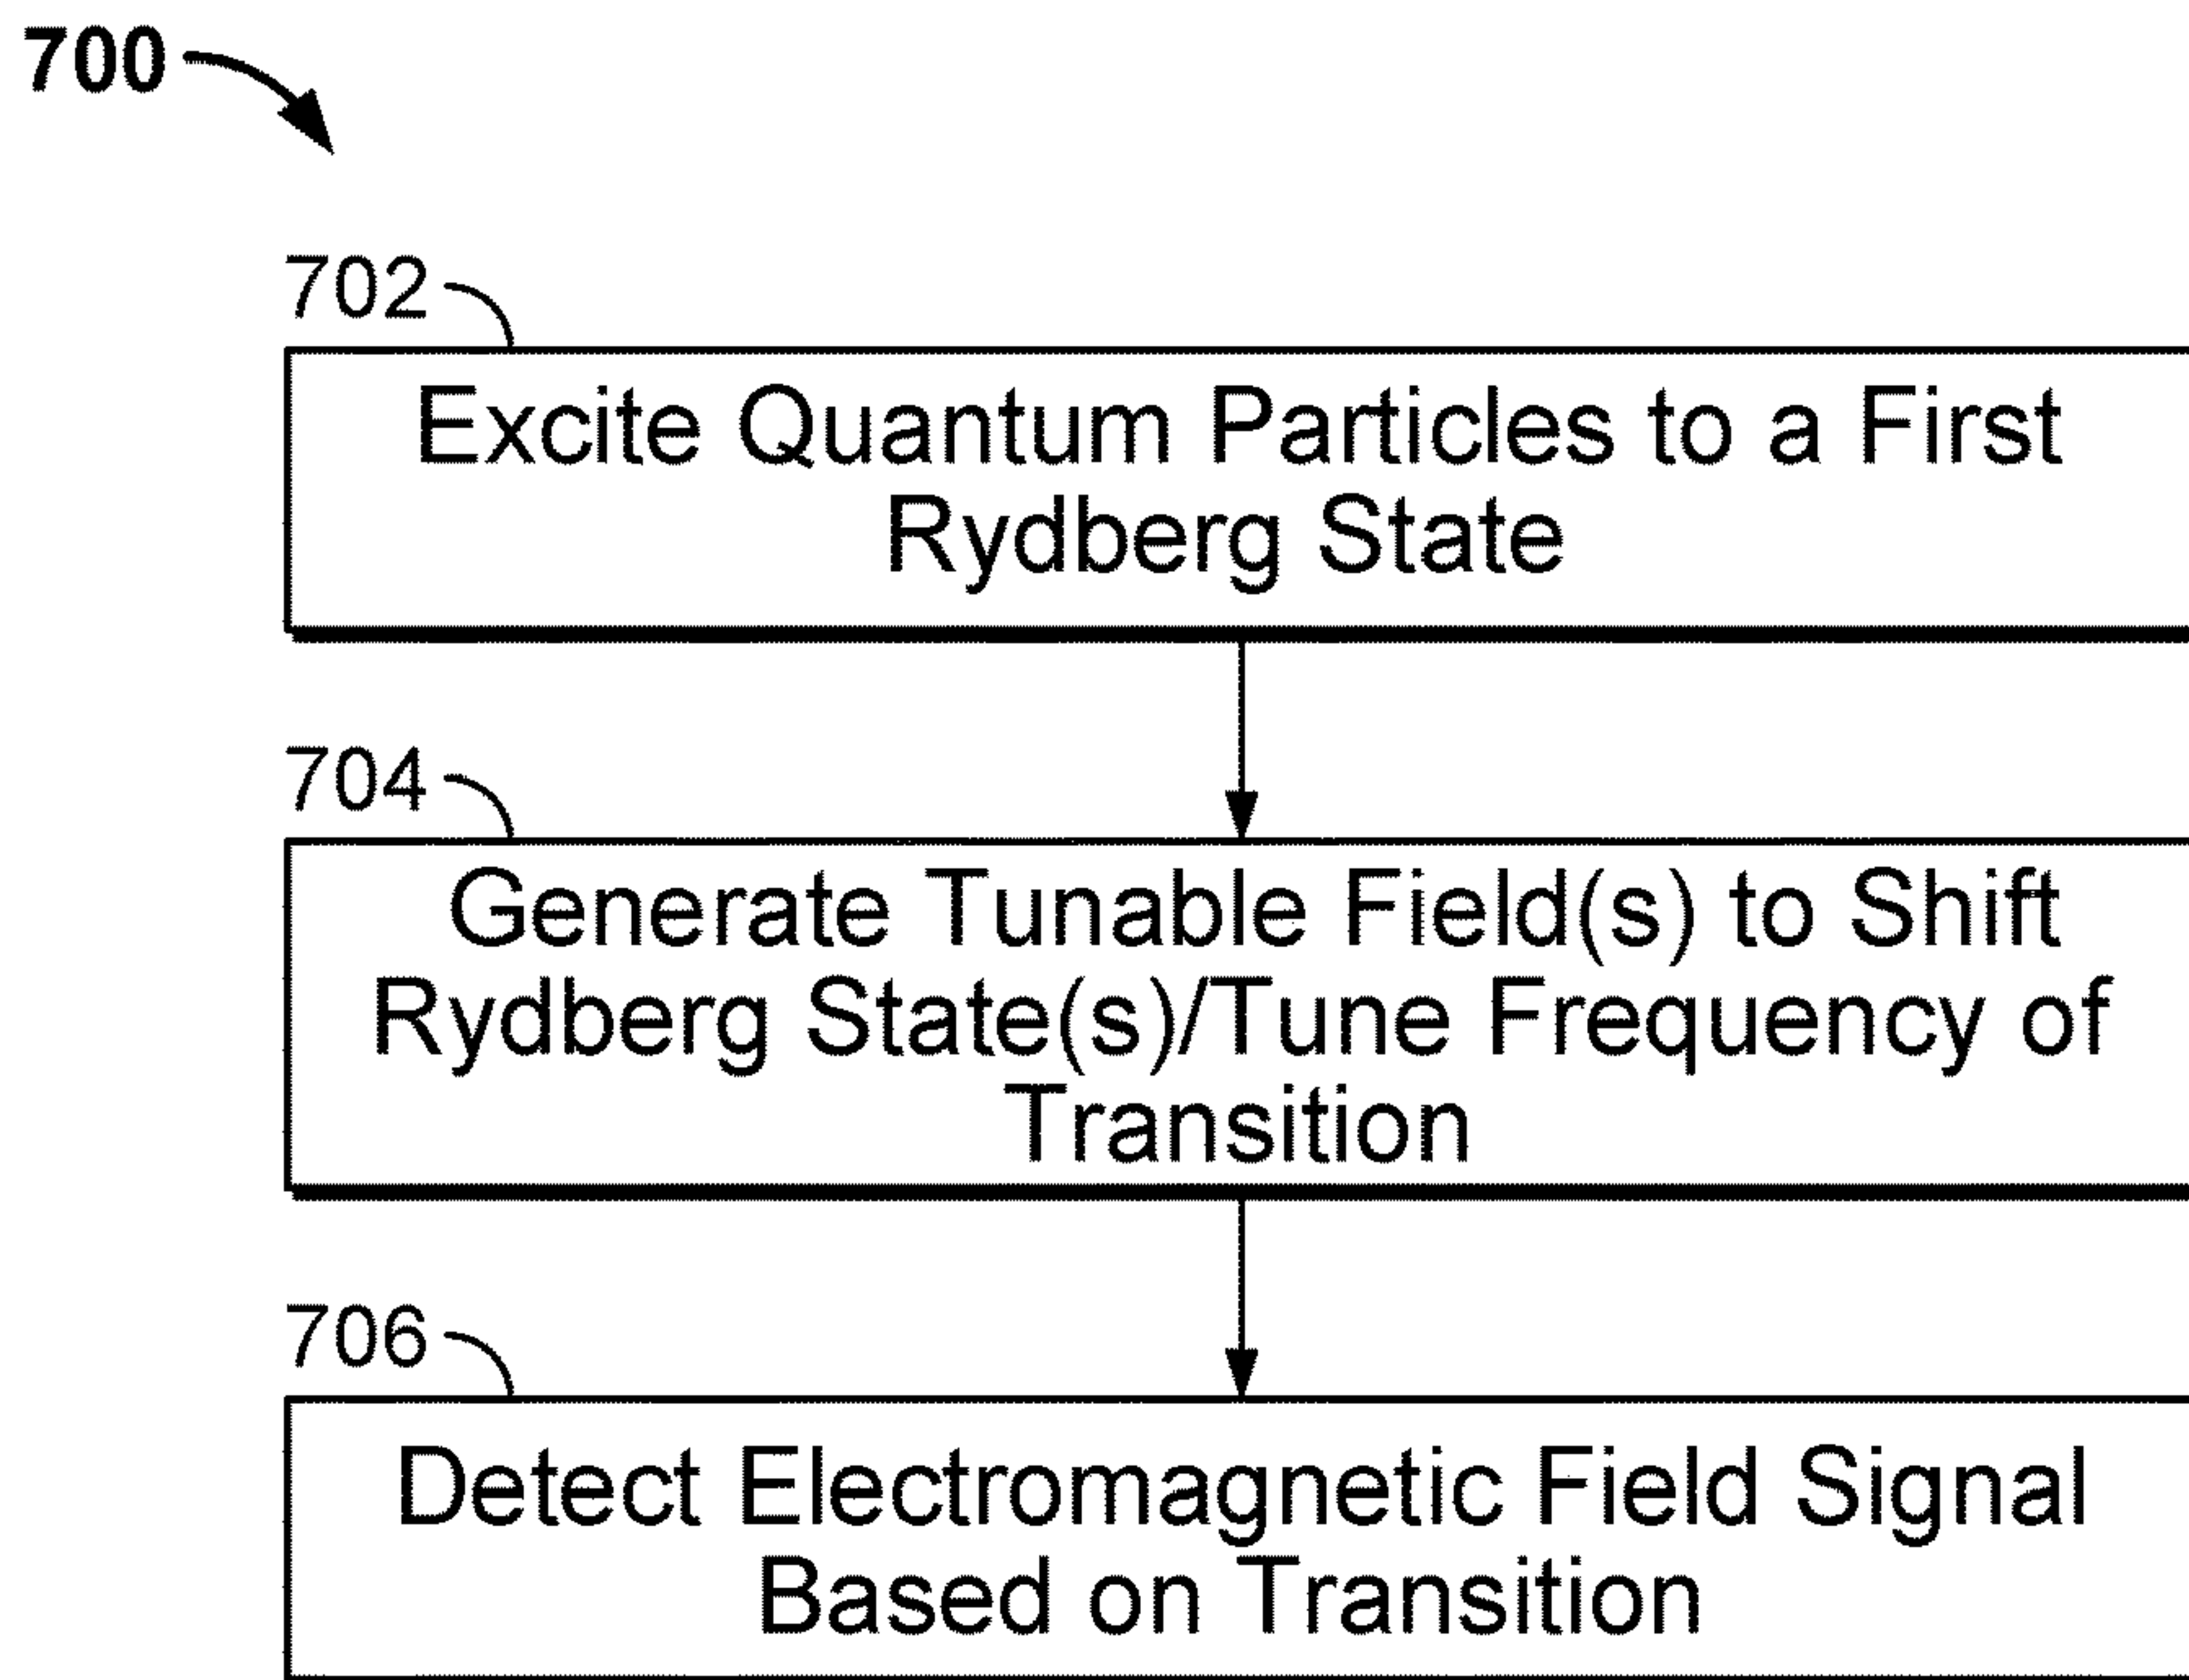 700
702
Excite Quantum Particles to a First
Rydberg State
704
Generate Tunable Field(s) to Shift
Rydberg State(s)/Tune Frequency of
Transition
706
Detect Electromagnetic Field Signal
Based on Transition